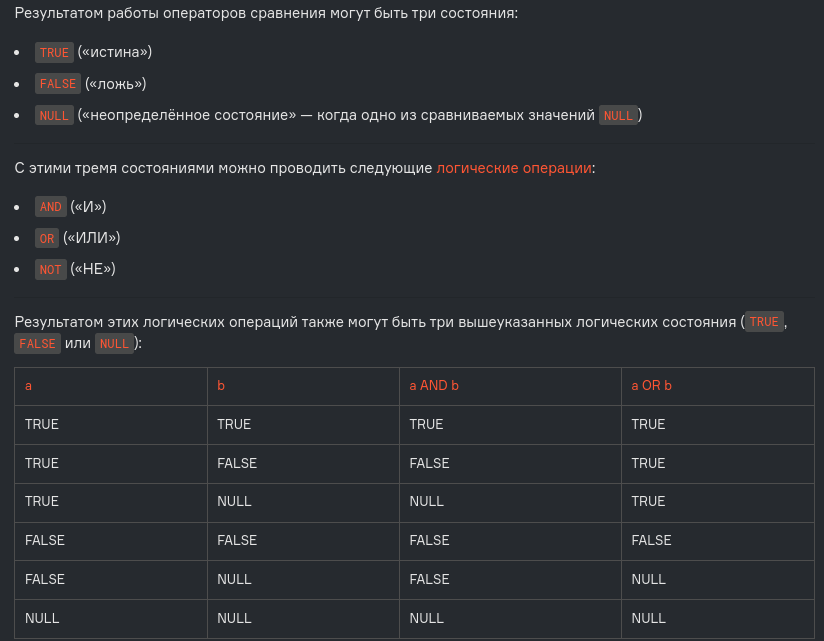 Результатом работы операторов сравнения могут быть три состояния:
TRUE («истина»)
FALSE («ложь»)
NULL («неопределённое состояние» — когда одно из сравниваемых значений NULL)
С этими тремя состояниями можно проводить следующие логические операции:
AND («И»)
OR («ИЛИ»)
NOT («НЕ»)
Результатом этих логических операций также могут быть три вышеуказанных логических состояния (TRUE,
FALSE или NULL):
a b a AND b a OR b
TRUE TRUE TRUE TRUE
TRUE FALSE FALSE TRUE
TRUE NULL NULL TRUE
FALSE FALSE FALSE FALSE
FALSE NULL FALSE NULL
NULL NULL NULL NULL